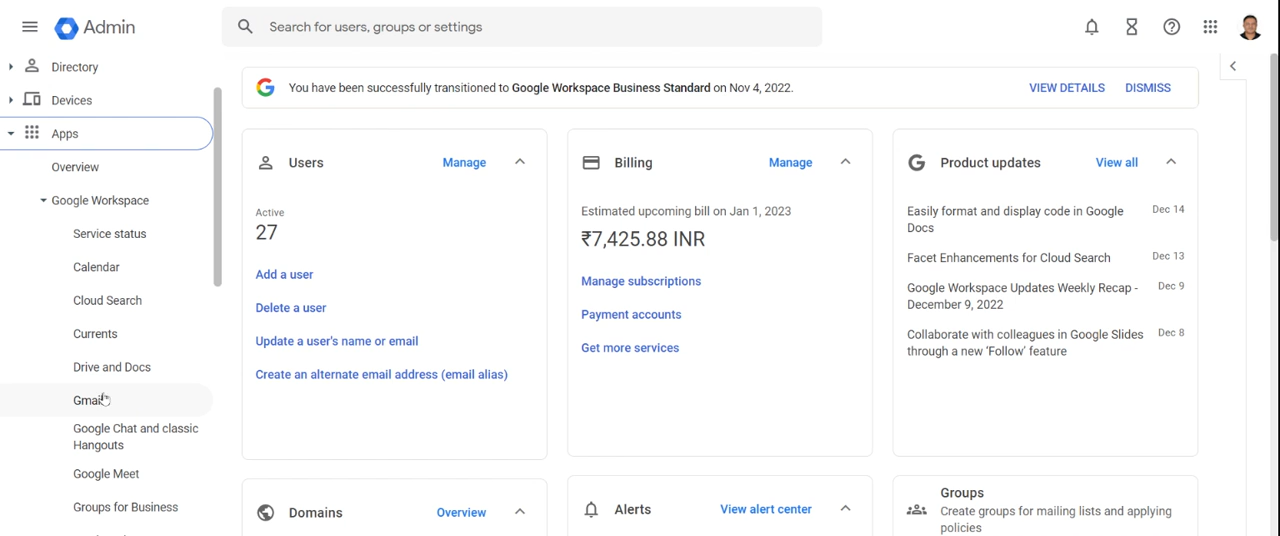 Admin
Search for users, groups or settings
Directory
Devices
Apps
Overview
Google Workspace
Service status
Calendar
Cloud Search
Currents
Drive and Docs
Gmail
Google Chat and classic
Hangouts
Google Meet
Groups for Business
You have been successfully transitioned to Google Workspace Business Standard on Nov 4, 2022.
VIEW DETAILS
DISMISS
Users
Manage
Active
27
Add a user
Delete a user
Update a user's name or email
Create an alternate email address (email alias)
Billing
Manage
Estimated upcoming bill on Jan 1, 2023
₹7,425.88 INR
Manage subscriptions
Payment accounts
Get more services
Product updates
View all
Easily format and display code in Google
Docs
Dec 14
Facet Enhancements for Cloud Search
Dec 13
Google Workspace Updates Weekly Recap -
December 9, 2022
Dec 9
Collaborate with colleagues in Google Slides
through a new 'Follow' feature
Dec 8
Domains
Overview
Alerts
View alert center
Groups
Create groups for mailing lists and applying
policies